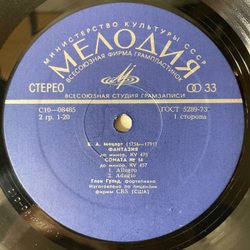 МИНИСТЕРСТВО КУЛЬТУРЫ СССР
МЕЛОДИЯ
ВСЕСОЮЗНАЯ ФИРМА ГРАМПЛАСТИНОК
СТЕРЕО
33
ВСЕСОЮЗНАЯ СТУДИЯ ГРАМЗАПИСИ
С10—08485
ГОСТ 5289-73
2 гр. 1-20
1 сторона
В. А. Моцарт (1756—1791)
ФАНТАЗИЯ
до минор, KV 475
СОНАТА № 14
до минор, KV 457
1. Allegro
2. Adagio
Глен Гульд, фортепиано
Изготовлено по лицензии
фирмы CBS (США)